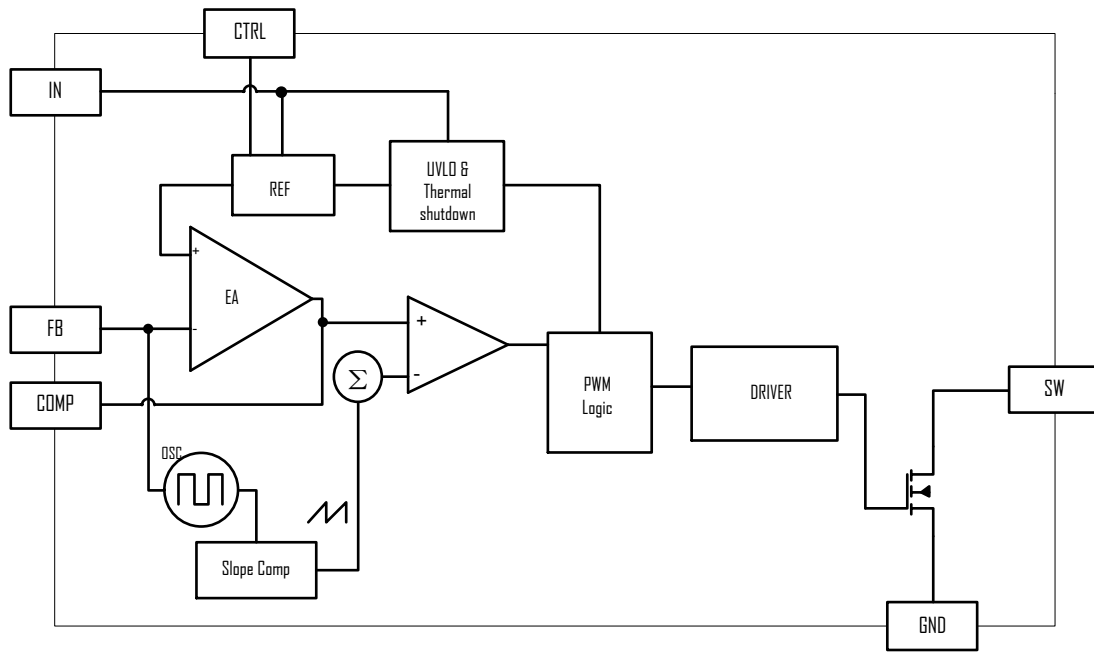 CTRL
IN
REF
UVLO &
Thermal
shutdown
+
EA
-
FB
COMP
+
-
Σ
PWM
Logic
DRIVER
SW
OSC
Slope Comp
GND